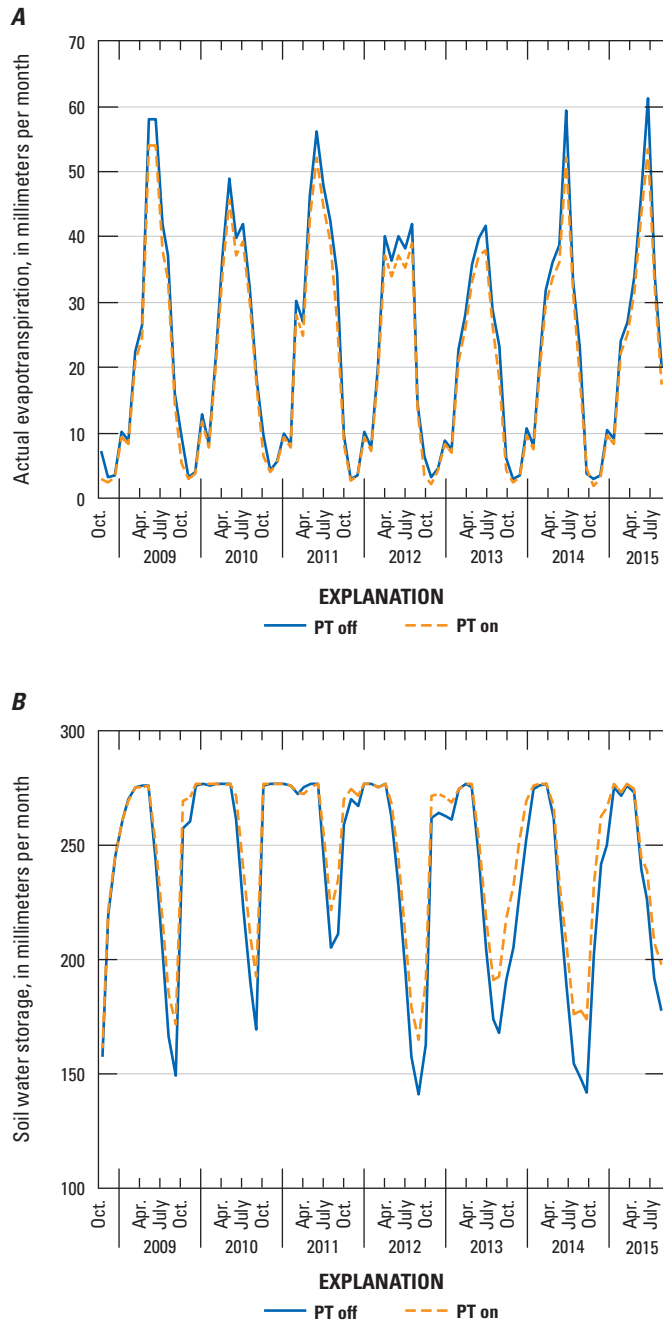 A
Actual evapotranspiration, in millimeters per month
70
60
50
40
30
20
10
0
Oct. Apr. July Oct. Apr. July Oct. Apr. July Oct. Apr. July Oct. Apr. July Oct. Apr. July Oct. Apr. July
2009 2010 2011 2012 2013 2014 2015
EXPLANATION
PT off PT on
B
Soil water storage, in millimeters per month
300
250
200
150
100
Oct. Apr. July Oct. Apr. July Oct. Apr. July Oct. Apr. July Oct. Apr. July Oct. Apr. July Oct. Apr. July
2009 2010 2011 2012 2013 2014 2015
EXPLANATION
PT off PT on